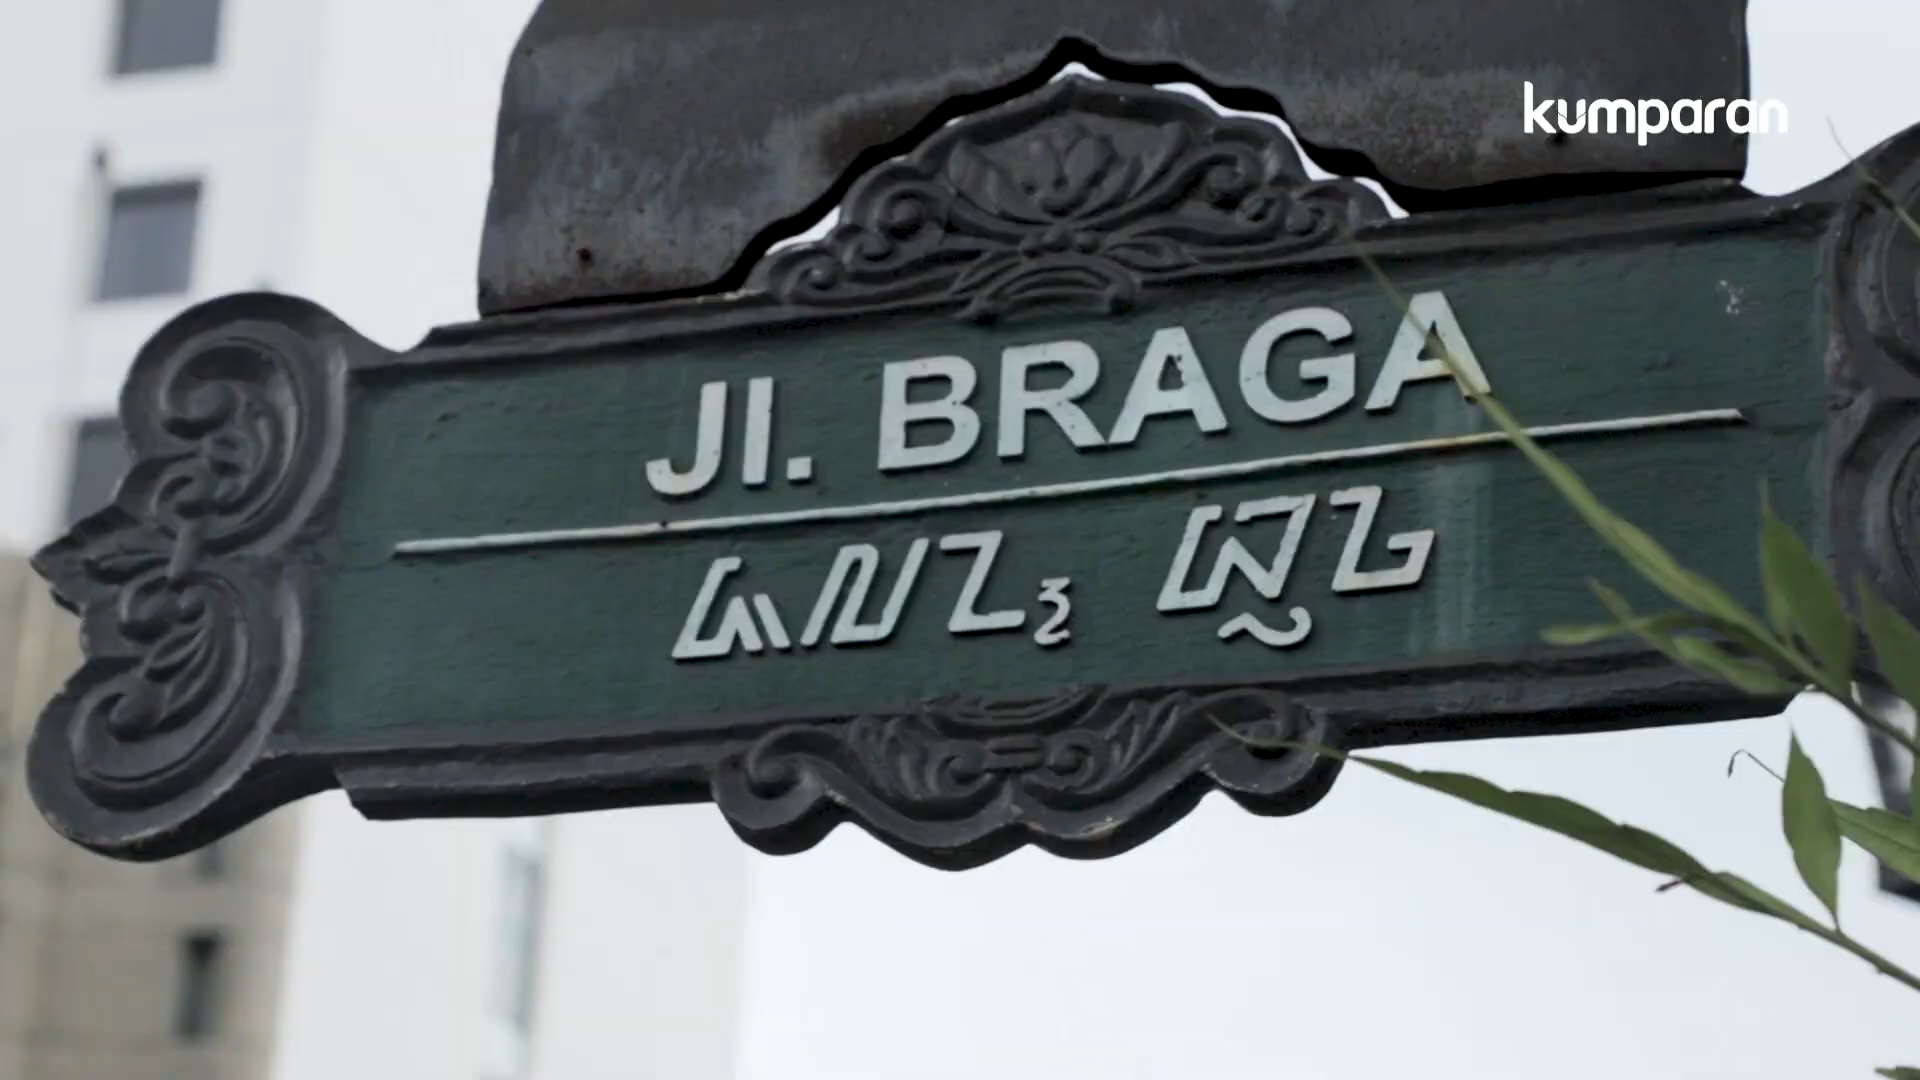 kumparan
Jl. BRAGA
ᮏᮜᮔ᮪ ᮘᮢᮌ